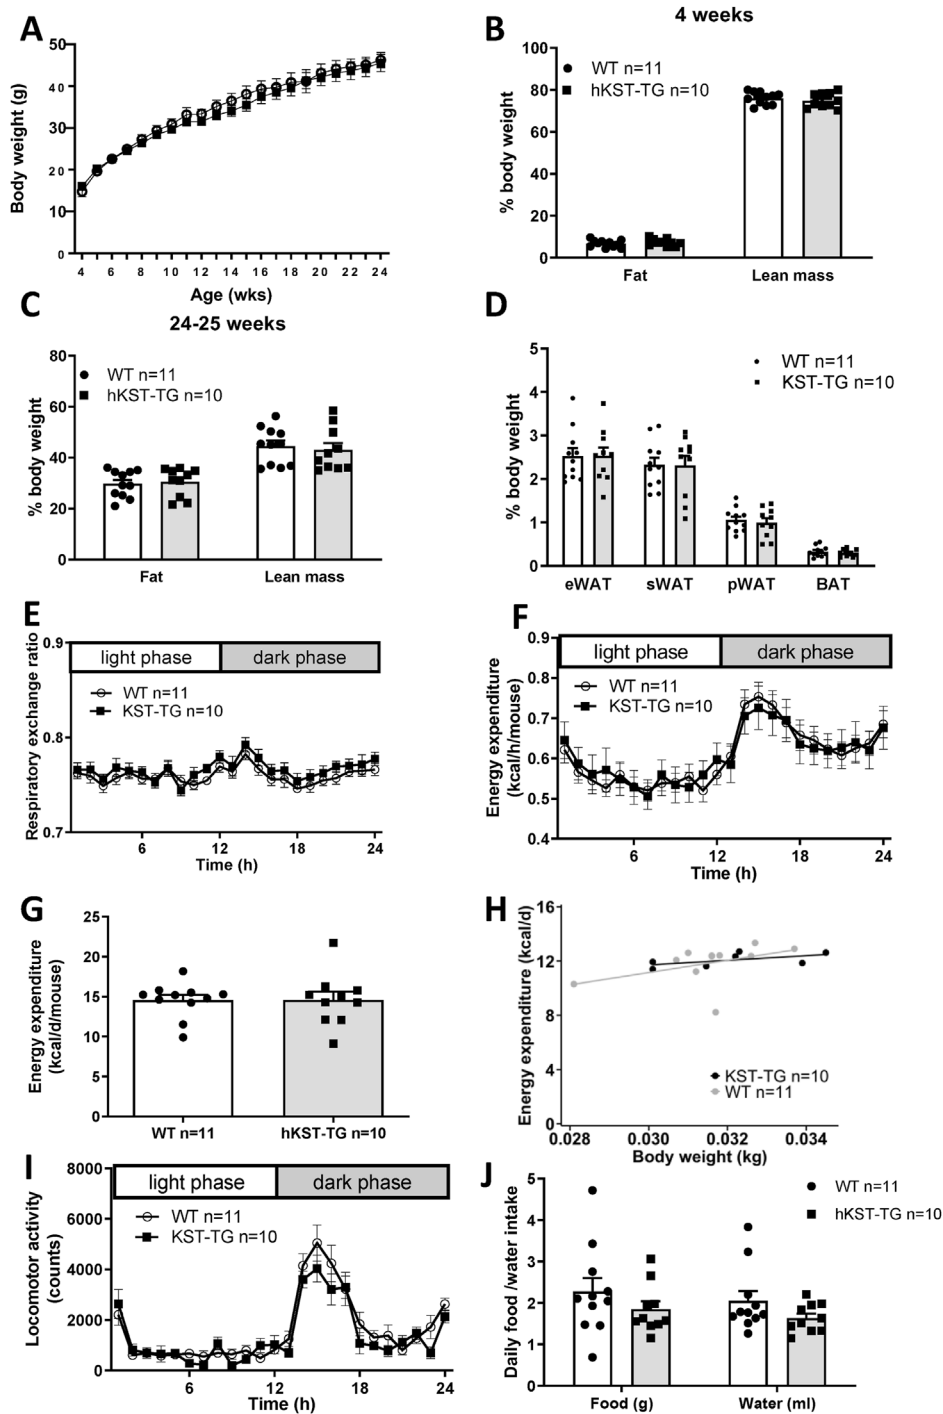 A
Body weight (g)
50
40
30
20
10
0
4 6 8 10 12 14 16 18 20 22 24
Age (wks)
B
4 weeks
% body weight
100
80
60
40
20
0
WT n=11
hKST-TG n=10
Fat Lean mass
C
24-25 weeks
% body weight
80
60
40
20
0
WT n=11
hKST-TG n=10
Fat Lean mass
D
% body weight
5
4
3
2
1
0
WT n=11
KST-TG n=10
eWAT sWAT pWAT BAT
E
Respiratory exchange ratio
0.9
0.8
0.7
light phase dark phase
WT n=11
KST-TG n=10
6 12 18 24
Time (h)
F
Energy expenditure
(kcal/h/mouse)
0.9
0.8
0.7
0.6
0.5
0.4
light phase dark phase
WT n=11
KST-TG n=10
6 12 18 24
Time (h)
G
Energy expenditure
(kcal/d/mouse)
25
20
15
10
5
0
WT n=11 hKST-TG n=10
H
Energy expenditure (kcal/d)
16
12
8
4
0
KST-TG n=10
WT n=11
0.028 0.030 0.032 0.034
Body weight (kg)
I
Locomotor activity
(counts)
8000
6000
4000
2000
0
light phase dark phase
WT n=11
KST-TG n=10
6 12 18 24
Time (h)
J
Daily food /water intake
5
4
3
2
1
0
WT n=11
hKST-TG n=10
Food (g) Water (ml)